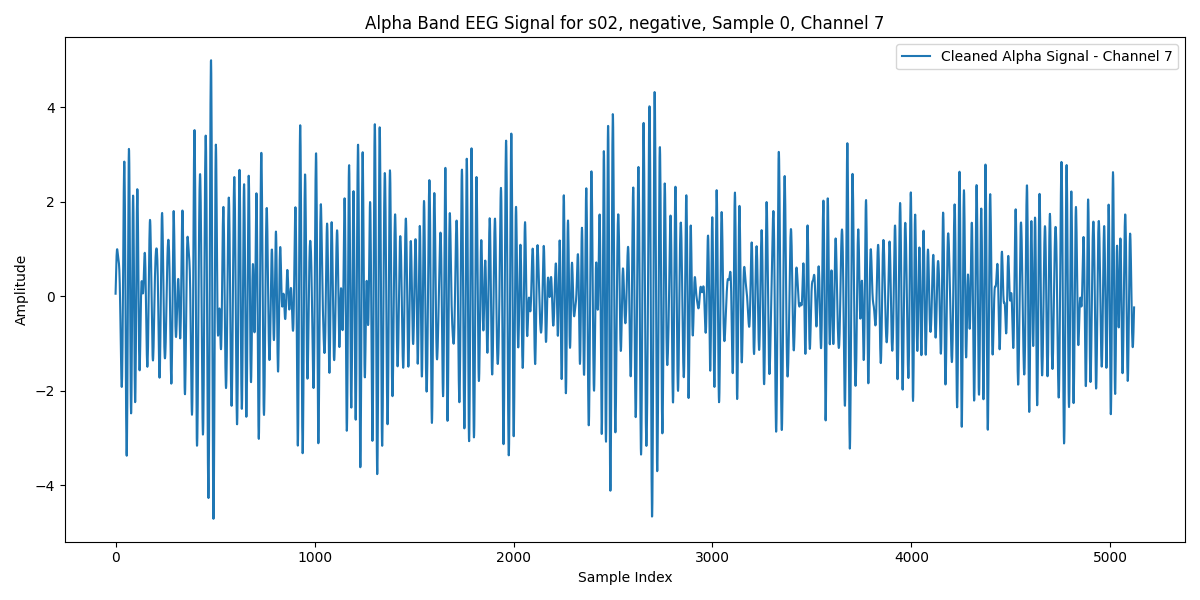 Alpha Band EEG Signal for s02, negative, Sample 0, Channel 7
Cleaned Alpha Signal - Channel 7
Amplitude
4
2
0
−2
−4
0 1000 2000 3000 4000 5000
Sample Index